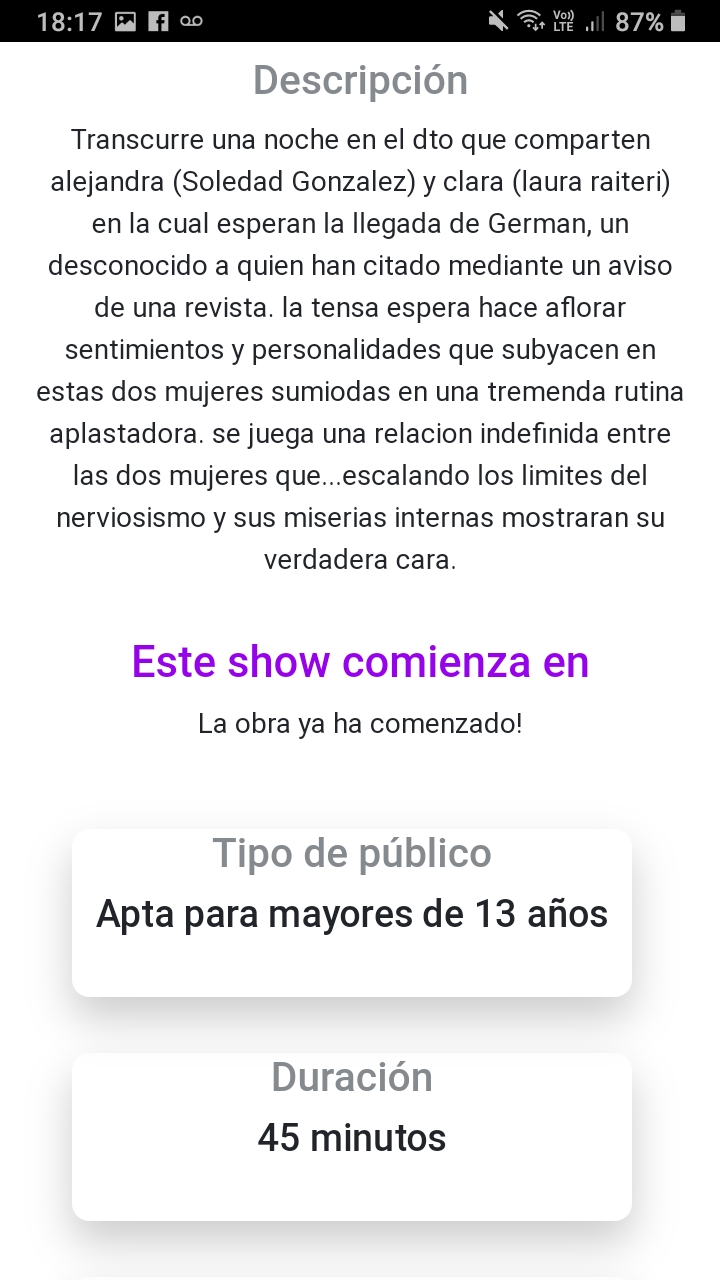 18:17
Vo))
LTE
87%
Descripción
Transcurre una noche en el dto que comparten
alejandra (Soledad Gonzalez) y clara (laura raiteri)
en la cual esperan la llegada de German, un
desconocido a quien han citado mediante un aviso
de una revista. la tensa espera hace aflorar
sentimientos y personalidades que subyacen en
estas dos mujeres sumiodas en una tremenda rutina
aplastadora. se juega una relacion indefinida entre
las dos mujeres que...escalando los limites del
nerviosismo y sus miserias internas mostraran su
verdadera cara.
Este show comienza en
La obra ya ha comenzado!
Tipo de público
Apta para mayores de 13 años
Duración
45 minutos